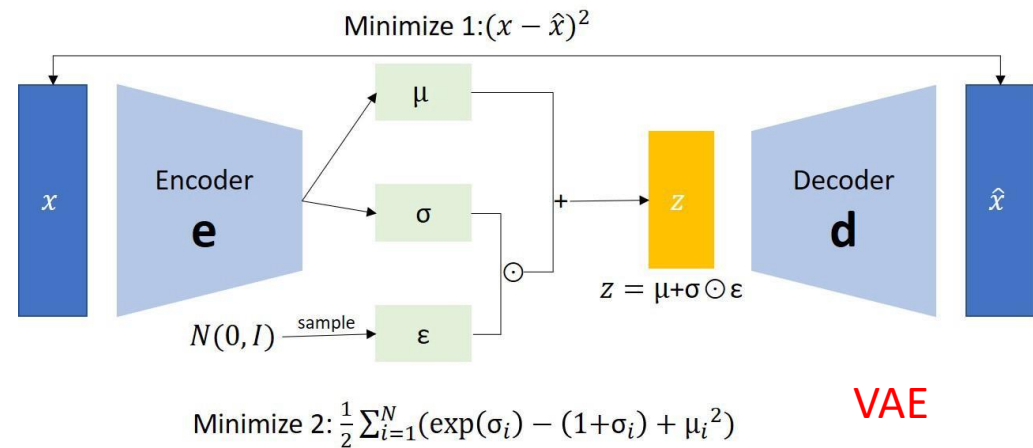 Minimize 1:(x − x̂)²
μ
Encoder
e
x
σ
+
z
Decoder
d
x̂
⊙
z = μ+σ⊙ε
N(0, I)
sample
ε
Minimize 2: ½ ∑ᵢ₌₁ᴺ(exp(σᵢ) − (1+σᵢ) + μᵢ²)
VAE